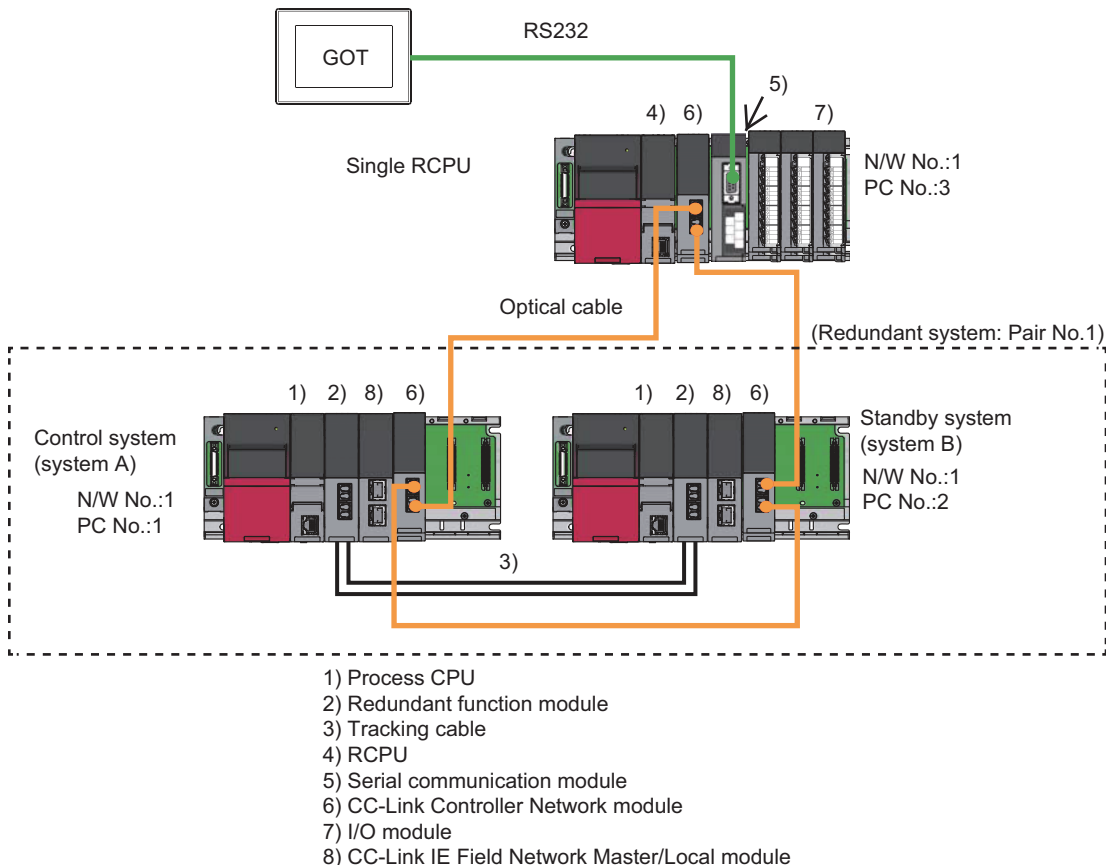 RS232
GOT
5)
4) 6) 7)
Single RCPU
N/W No.:1
PC No.:3
Optical cable
(Redundant system: Pair No.1)
1) 2) 8) 6)
1) 2) 8) 6)
Control system
(system A)
N/W No.:1
PC No.:1
Standby system
(system B)
N/W No.:1
PC No.:2
3)
1) Process CPU
2) Redundant function module
3) Tracking cable
4) RCPU
5) Serial communication module
6) CC-Link Controller Network module
7) I/O module
8) CC-Link IE Field Network Master/Local module